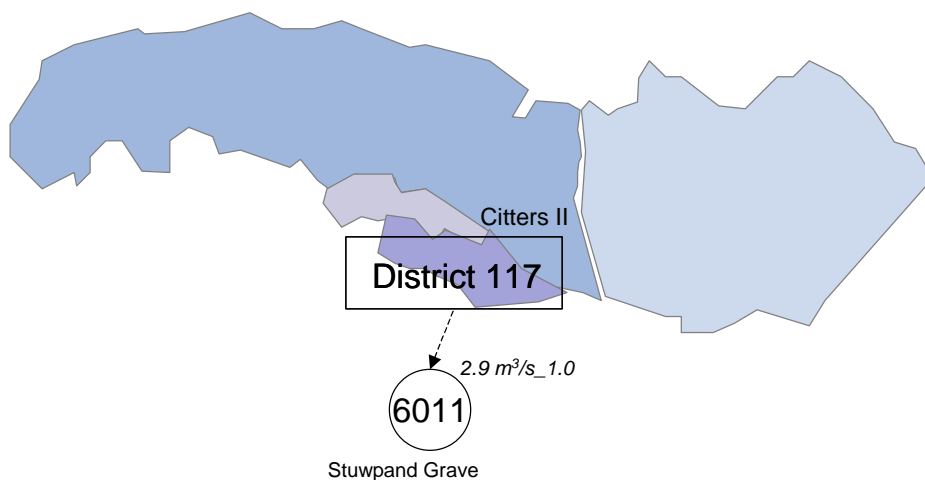 Citters II
District 117
2.9 m³/s_1.0
6011
Stuwpand Grave